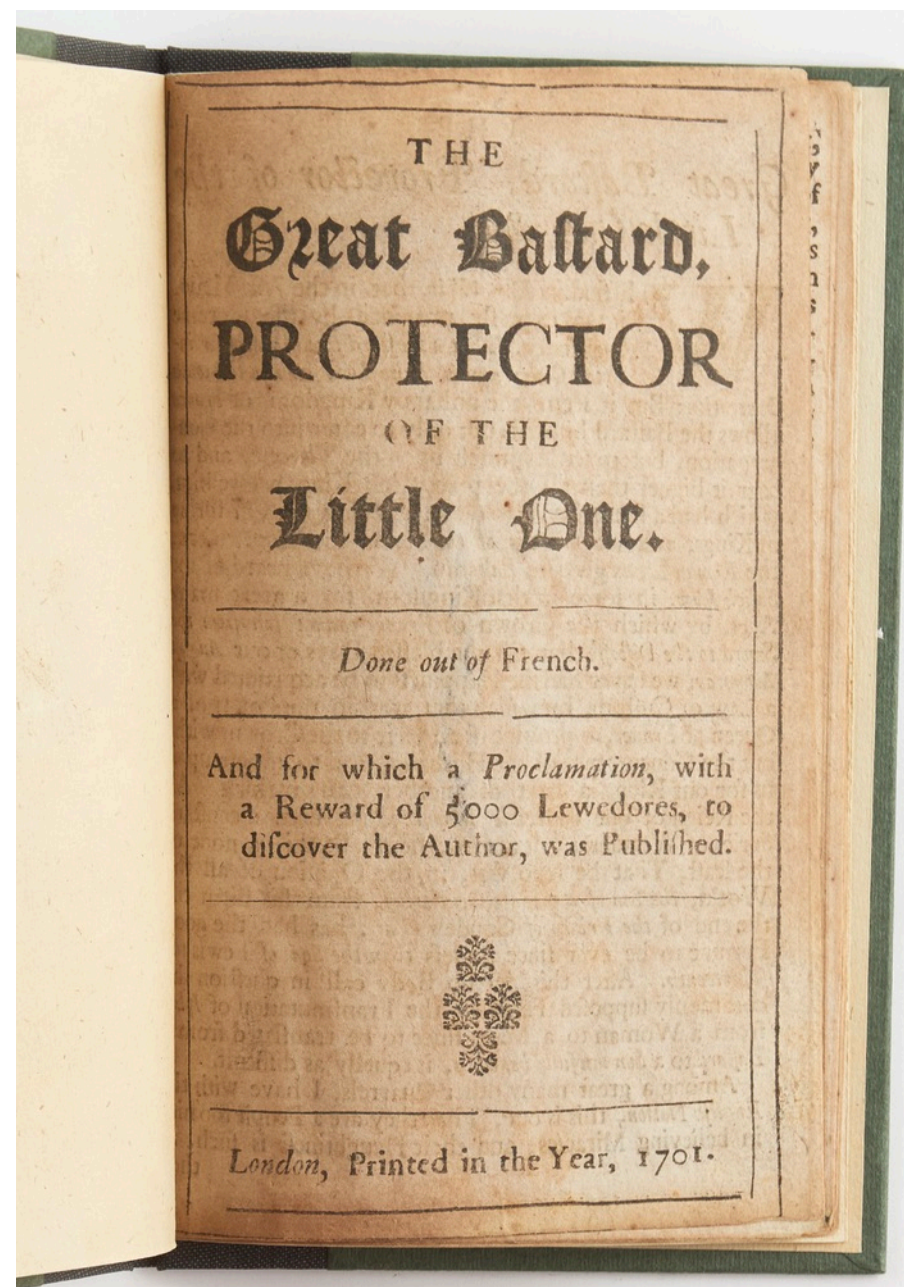 THE
Great Baſtard,
PROTECTOR
OF THE
Little One.
Done out of French.
And for which a Proclamation, with
a Reward of 5000 Lewedores, to
diſcover the Author, was Publiſhed.
London, Printed in the Year, 1701.